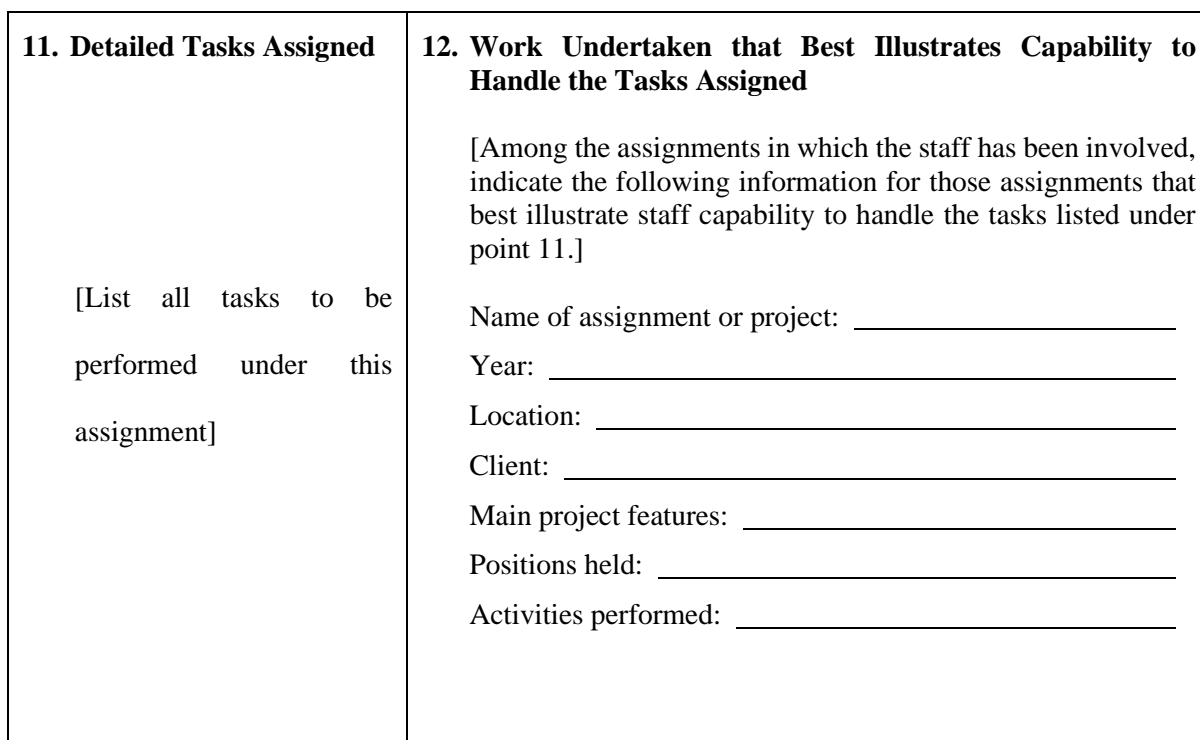 11. Detailed Tasks Assigned
[List all tasks to be
performed under this
assignment]
12. Work Undertaken that Best Illustrates Capability to
Handle the Tasks Assigned
[Among the assignments in which the staff has been involved,
indicate the following information for those assignments that
best illustrate staff capability to handle the tasks listed under
point 11.]
Name of assignment or project:
Year:
Location:
Client:
Main project features:
Positions held:
Activities performed: